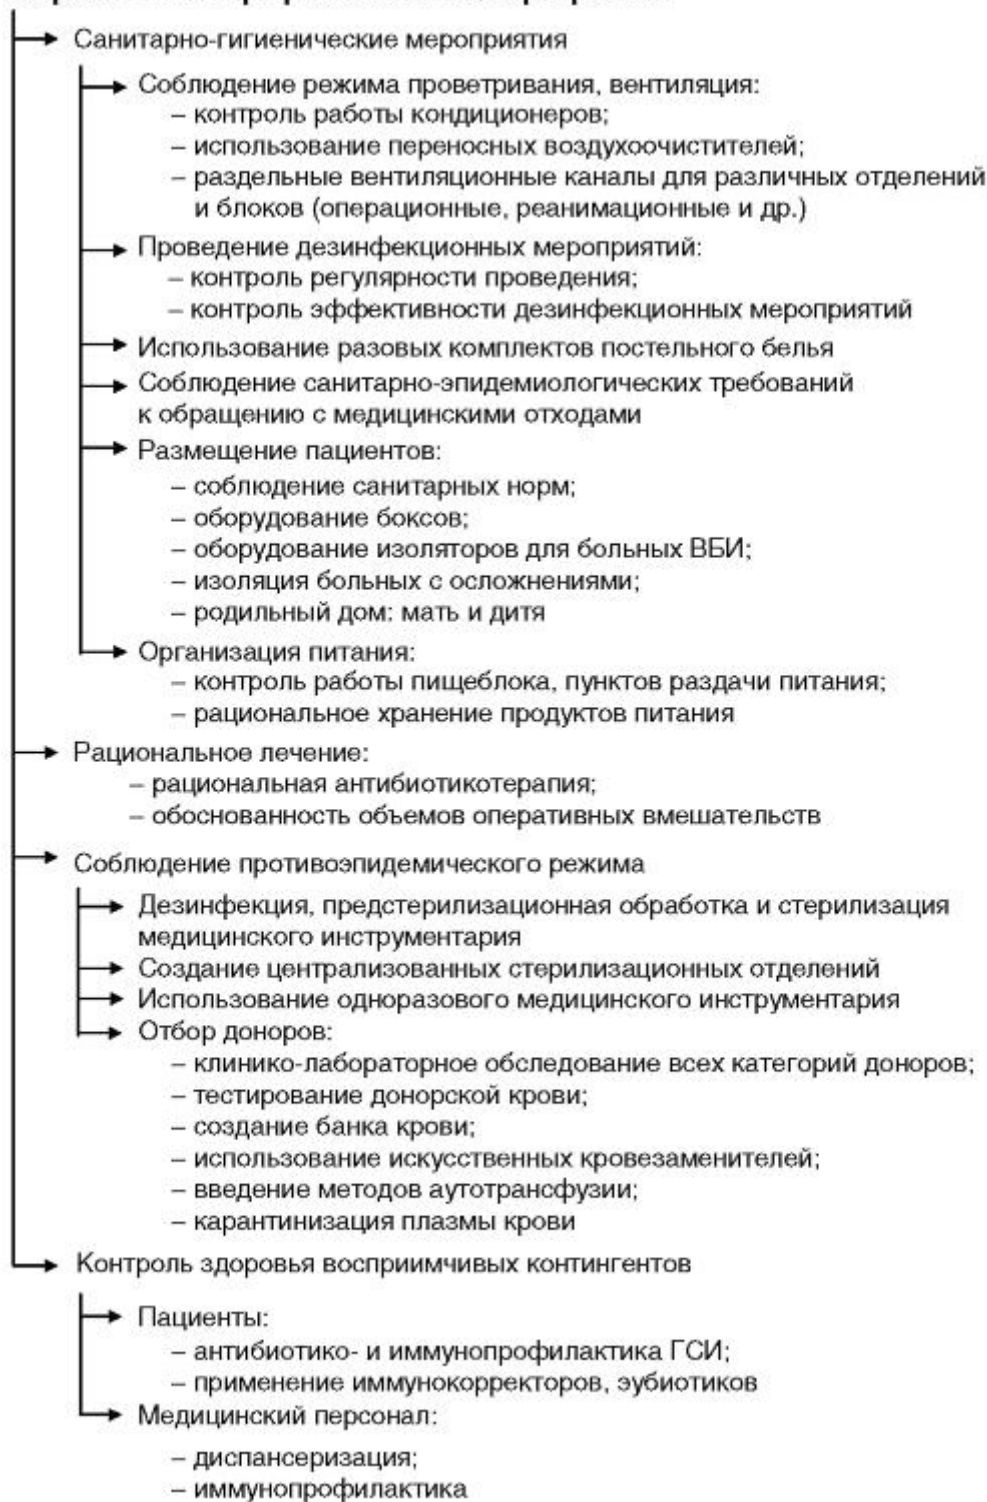 Санитарно-гигиенические мероприятия
Соблюдение режима проветривания, вентиляция:
– контроль работы кондиционеров;
– использование переносных воздухоочистителей;
– раздельные вентиляционные каналы для различных отделений
и блоков (операционные, реанимационные и др.)
Проведение дезинфекционных мероприятий:
– контроль регулярности проведения;
– контроль эффективности дезинфекционных мероприятий
Использование разовых комплектов постельного белья
Соблюдение санитарно-эпидемиологических требований
к обращению с медицинскими отходами
Размещение пациентов:
– соблюдение санитарных норм;
– оборудование боксов;
– оборудование изоляторов для больных ВБИ;
– изоляция больных с осложнениями;
– родильный дом: мать и дитя
Организация питания:
– контроль работы пищеблока, пунктов раздачи питания;
– рациональное хранение продуктов питания
Рациональное лечение:
– рациональная антибиотикотерапия;
– обоснованность объемов оперативных вмешательств
Соблюдение противоэпидемического режима
Дезинфекция, предстерилизационная обработка и стерилизация
медицинского инструментария
Создание централизованных стерилизационных отделений
Использование одноразового медицинского инструментария
Отбор доноров:
– клинико-лабораторное обследование всех категорий доноров;
– тестирование донорской крови;
– создание банка крови;
– использование искусственных кровезаменителей;
– введение методов аутотрансфузии;
– карантинизация плазмы крови
Контроль здоровья восприимчивых контингентов
Пациенты:
– антибиотико- и иммунопрофилактика ГСИ;
– применение иммунокорректоров, эубиотиков
Медицинский персонал:
– диспансеризация;
– иммунопрофилактика